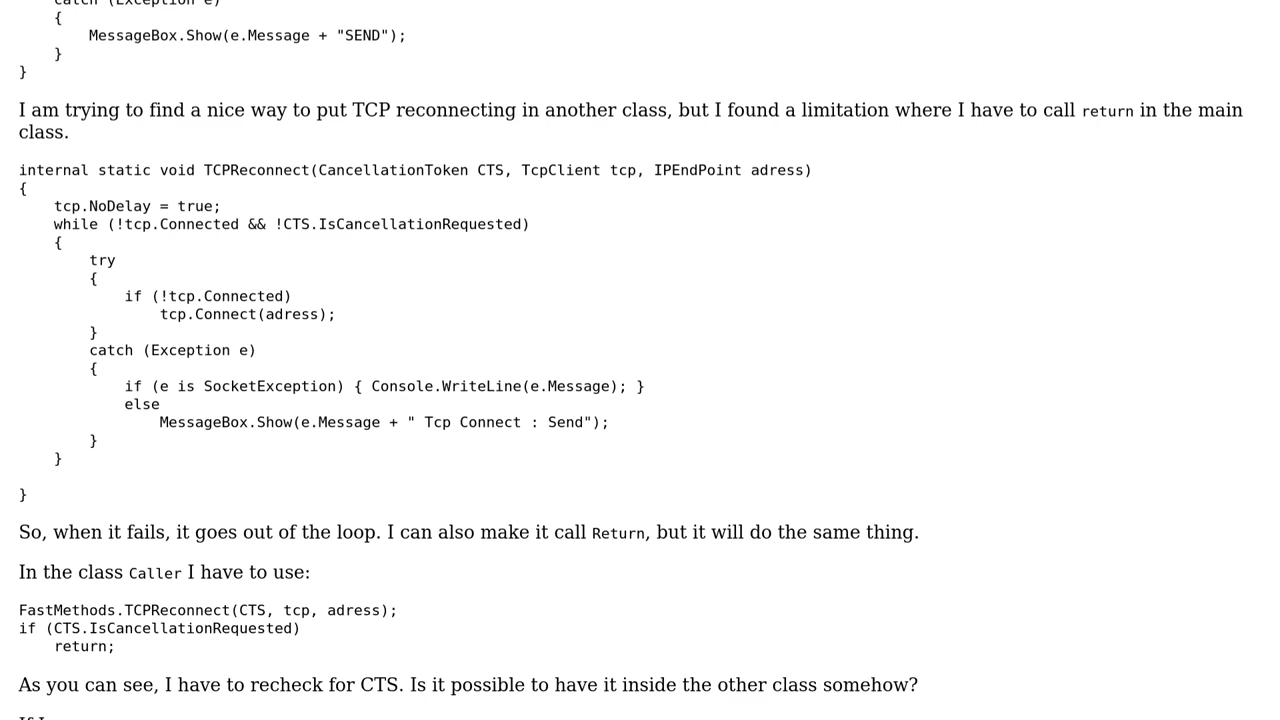 catch (Exception e)
    {
        MessageBox.Show(e.Message + "SEND");
    }
}
I am trying to find a nice way to put TCP reconnecting in another class, but I found a limitation where I have to call return in the main
class.
internal static void TCPReconnect(CancellationToken CTS, TcpClient tcp, IPEndPoint adress)
{
    tcp.NoDelay = true;
    while (!tcp.Connected && !CTS.IsCancellationRequested)
    {
        try
        {
            if (!tcp.Connected)
                tcp.Connect(adress);
        }
        catch (Exception e)
        {
            if (e is SocketException) { Console.WriteLine(e.Message); }
            else
                MessageBox.Show(e.Message + " Tcp Connect : Send");
        }
    }
}
So, when it fails, it goes out of the loop. I can also make it call Return, but it will do the same thing.
In the class Caller I have to use:
FastMethods.TCPReconnect(CTS, tcp, adress);
if (CTS.IsCancellationRequested)
    return;
As you can see, I have to recheck for CTS. Is it possible to have it inside the other class somehow?